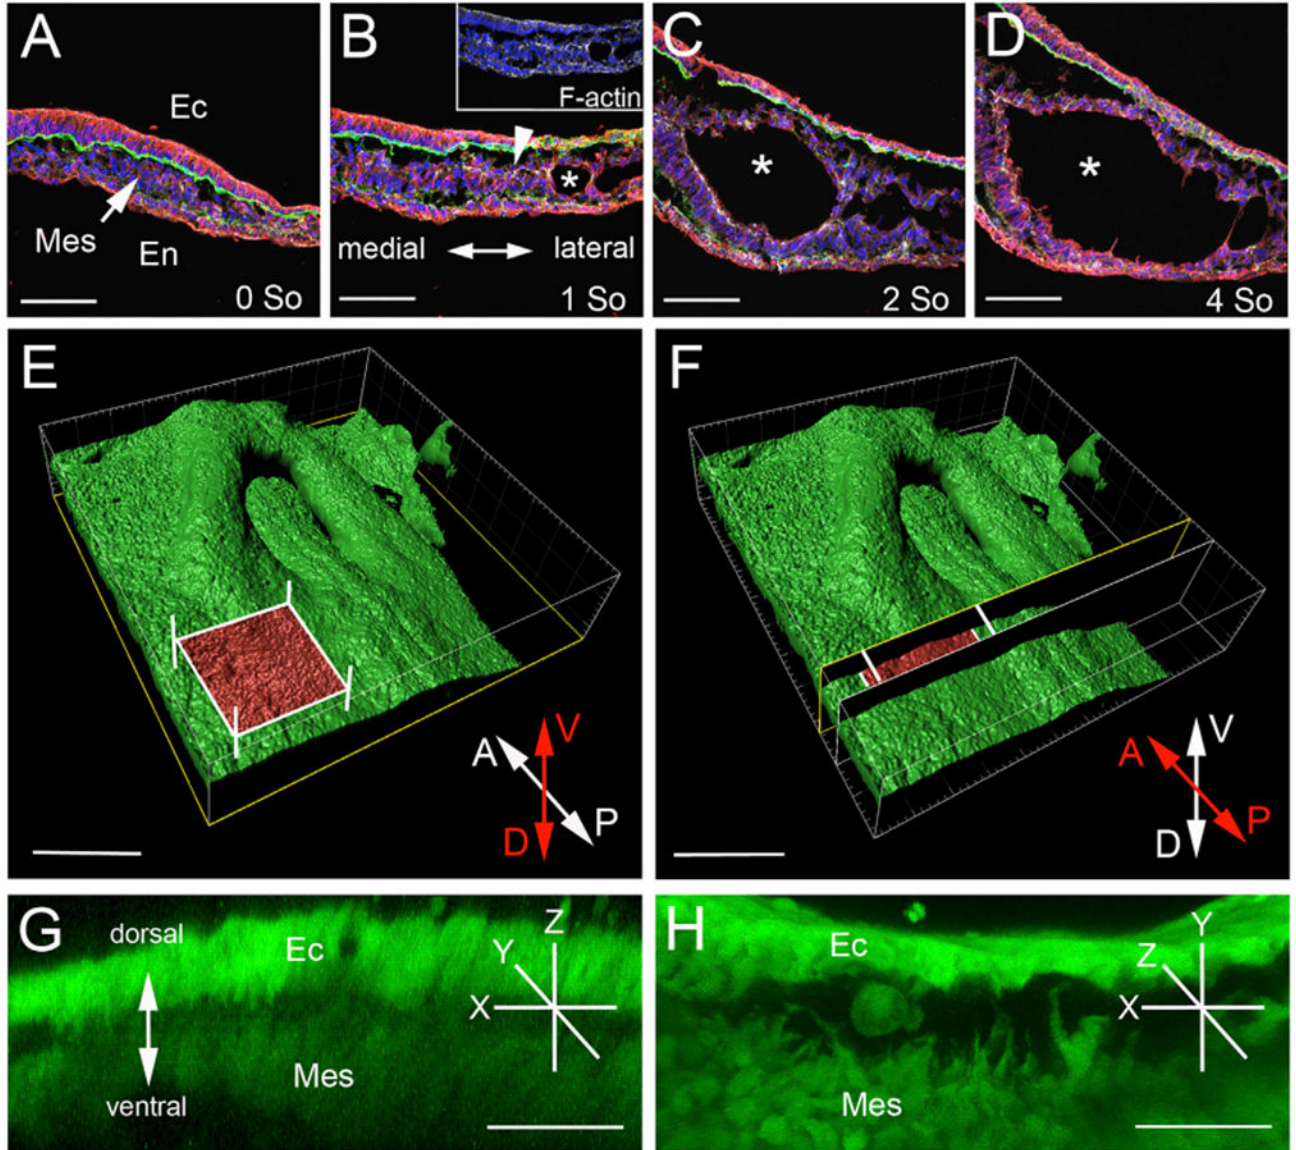 A
Ec
Mes
En
0 So
B
F-actin
*
medial
lateral
1 So
C
*
2 So
D
*
4 So
E
V
A
P
D
F
V
A
P
D
G
dorsal
Ec
Z
Y
X
Mes
ventral
H
Ec
Y
Z
X
Mes